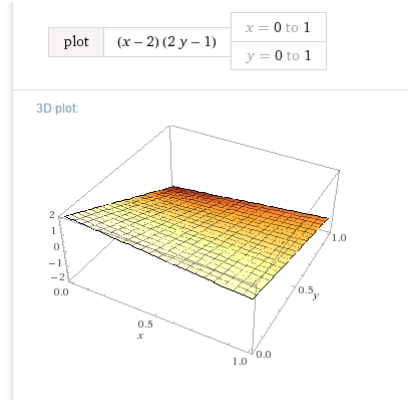 plot (x – 2) (2 y – 1)
x = 0 to 1
y = 0 to 1
3D plot:
2
1
0
−1
−2
0.0
0.5
x
1.0
0.0
0.5
y
1.0